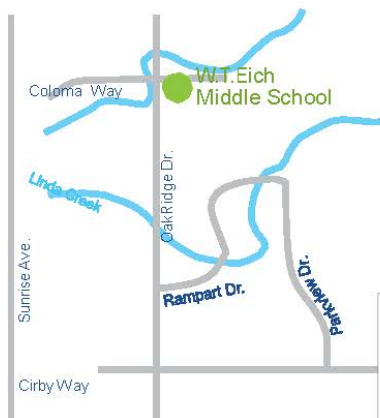 W.T.Eich
Middle School
Coloma Way
Linda Creek
OakRidge Dr.
Sunrise Ave.
Rampart Dr.
Parkview Dr.
Cirby Way